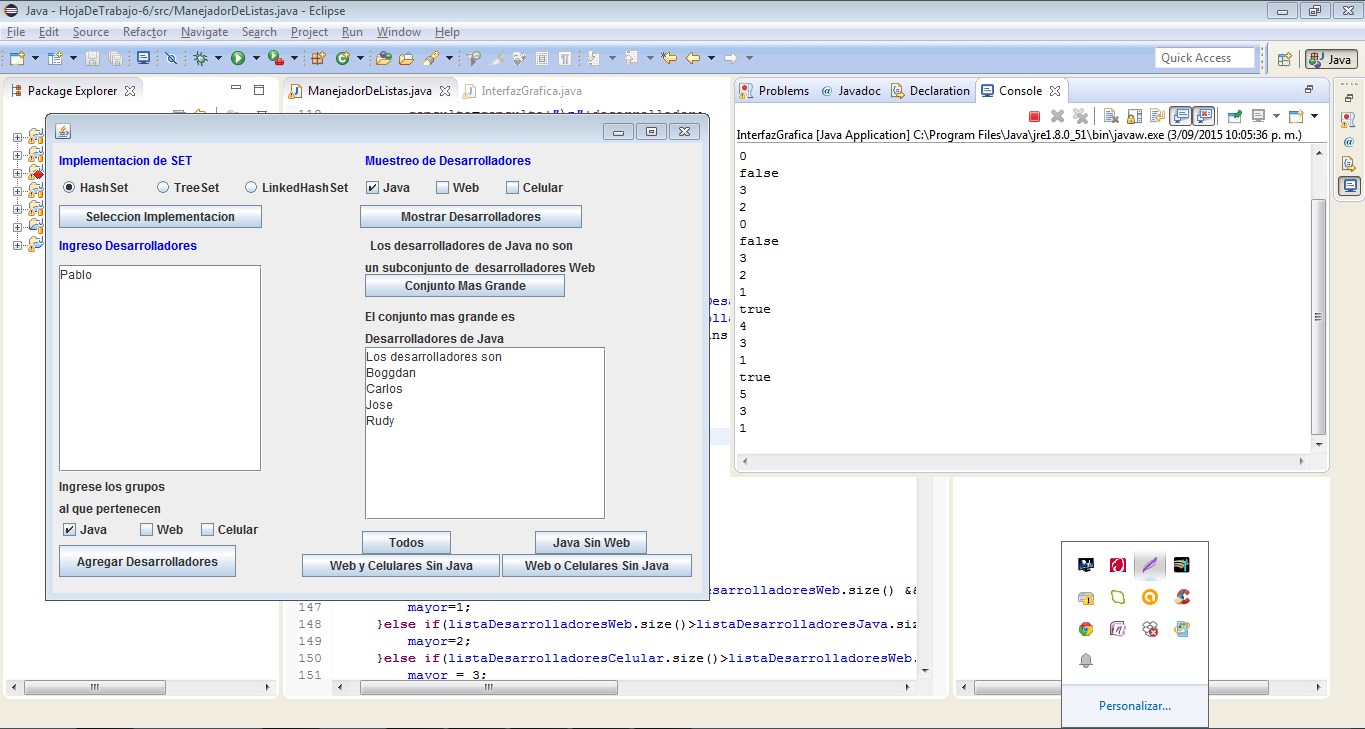 Java - HojaDeTrabajo-6/src/ManejadorDeListas.java - Eclipse
File Edit Source Refactor Navigate Search Project Run Window Help
Quick Access
Java
Package Explorer
ManejadorDeListas.java
InterfazGrafica.java
Implementacion de SET
HashSet TreeSet LinkedHashSet
Seleccion Implementacion
Ingreso Desarrolladores
Pablo
Ingrese los grupos
al que pertenecen
Java Web Celular
Agregar Desarrolladores
Muestreo de Desarrolladores
Java Web Celular
Mostrar Desarrolladores
Los desarrolladores de Java no son
un subconjunto de desarrolladores Web
Conjunto Mas Grande
El conjunto mas grande es
Desarrolladores de Java
Los desarrolladores son
Boggdan
Carlos
Jose
Rudy
Todos
Java Sin Web
Web y Celulares Sin Java
Web o Celulares Sin Java
esarrolladoresWeb.size() &&
147 mayor=1;
148 }else if(listaDesarrolladoresWeb.size()>listaDesarrolladoresJava.siz
149 mayor=2;
150 }else if(listaDesarrolladoresCelular.size()>listaDesarrolladoresWeb.
151 mayor = 3;
Problems Javadoc Declaration Console
InterfazGrafica [Java Application] C:\Program Files\Java\jre1.8.0_51\bin\javaw.exe (3/09/2015 10:05:36 p. m.)
0
false
3
2
0
false
3
2
1
true
4
3
1
true
5
3
1
Personalizar...